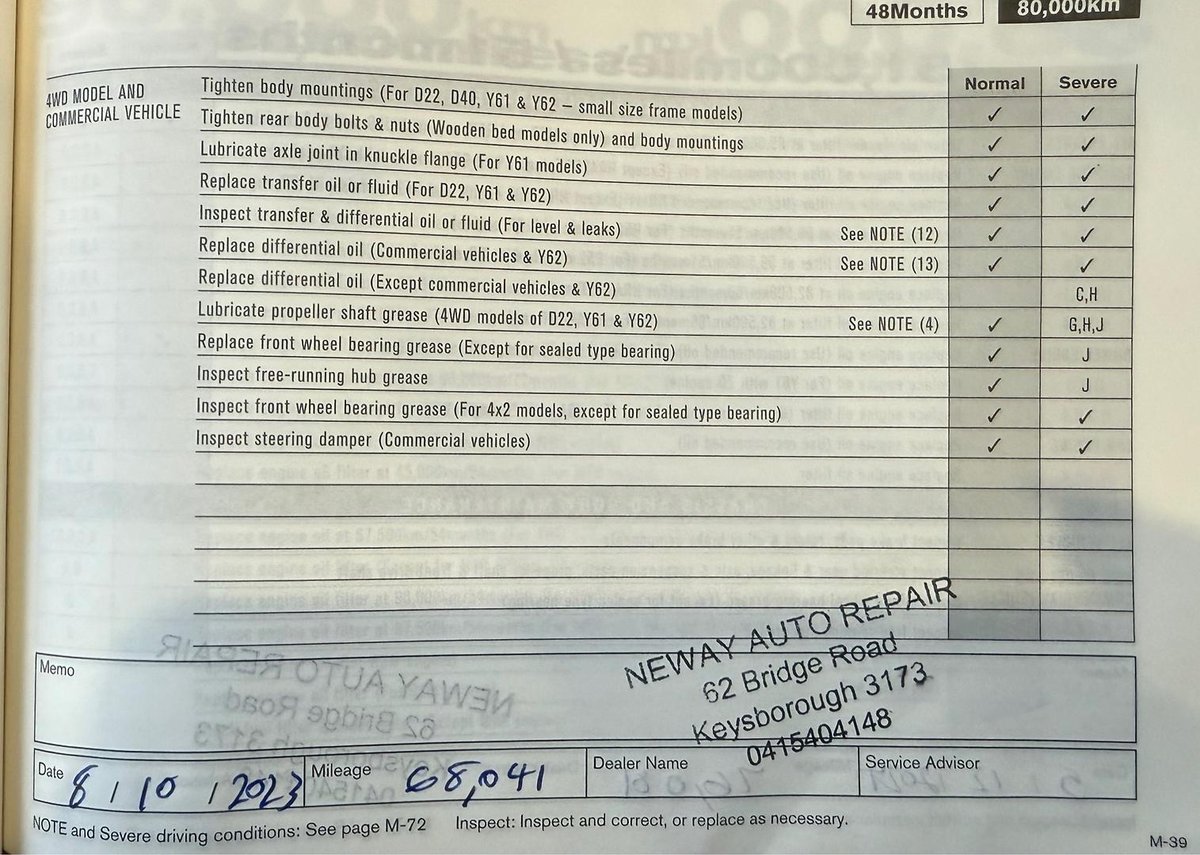 48Months 80,000km
Normal Severe
4WD MODEL AND
COMMERCIAL VEHICLE
Tighten body mountings (For D22, D40, Y61 & Y62 – small size frame models) ✓ ✓
Tighten rear body bolts & nuts (Wooden bed models only) and body mountings ✓ ✓
Lubricate axle joint in knuckle flange (For Y61 models) ✓ ✓
Replace transfer oil or fluid (For D22, Y61 & Y62) ✓ ✓
Inspect transfer & differential oil or fluid (For level & leaks) See NOTE (12) ✓ ✓
Replace differential oil (Commercial vehicles & Y62) See NOTE (13) ✓ ✓
Replace differential oil (Except commercial vehicles & Y62) C,H
Lubricate propeller shaft grease (4WD models of D22, Y61 & Y62) See NOTE (4) ✓ G,H,J
Replace front wheel bearing grease (Except for sealed type bearing) ✓ J
Inspect free-running hub grease ✓ J
Inspect front wheel bearing grease (For 4x2 models, except for sealed type bearing) ✓ ✓
Inspect steering damper (Commercial vehicles) ✓ ✓
Memo
NEWAY AUTO REPAIR
62 Bridge Road
Keysborough 3173
0415404148
Date 8 / 10 / 2023 Mileage 68,041 Dealer Name Service Advisor
NOTE and Severe driving conditions: See page M-72 Inspect: Inspect and correct, or replace as necessary.
M-39